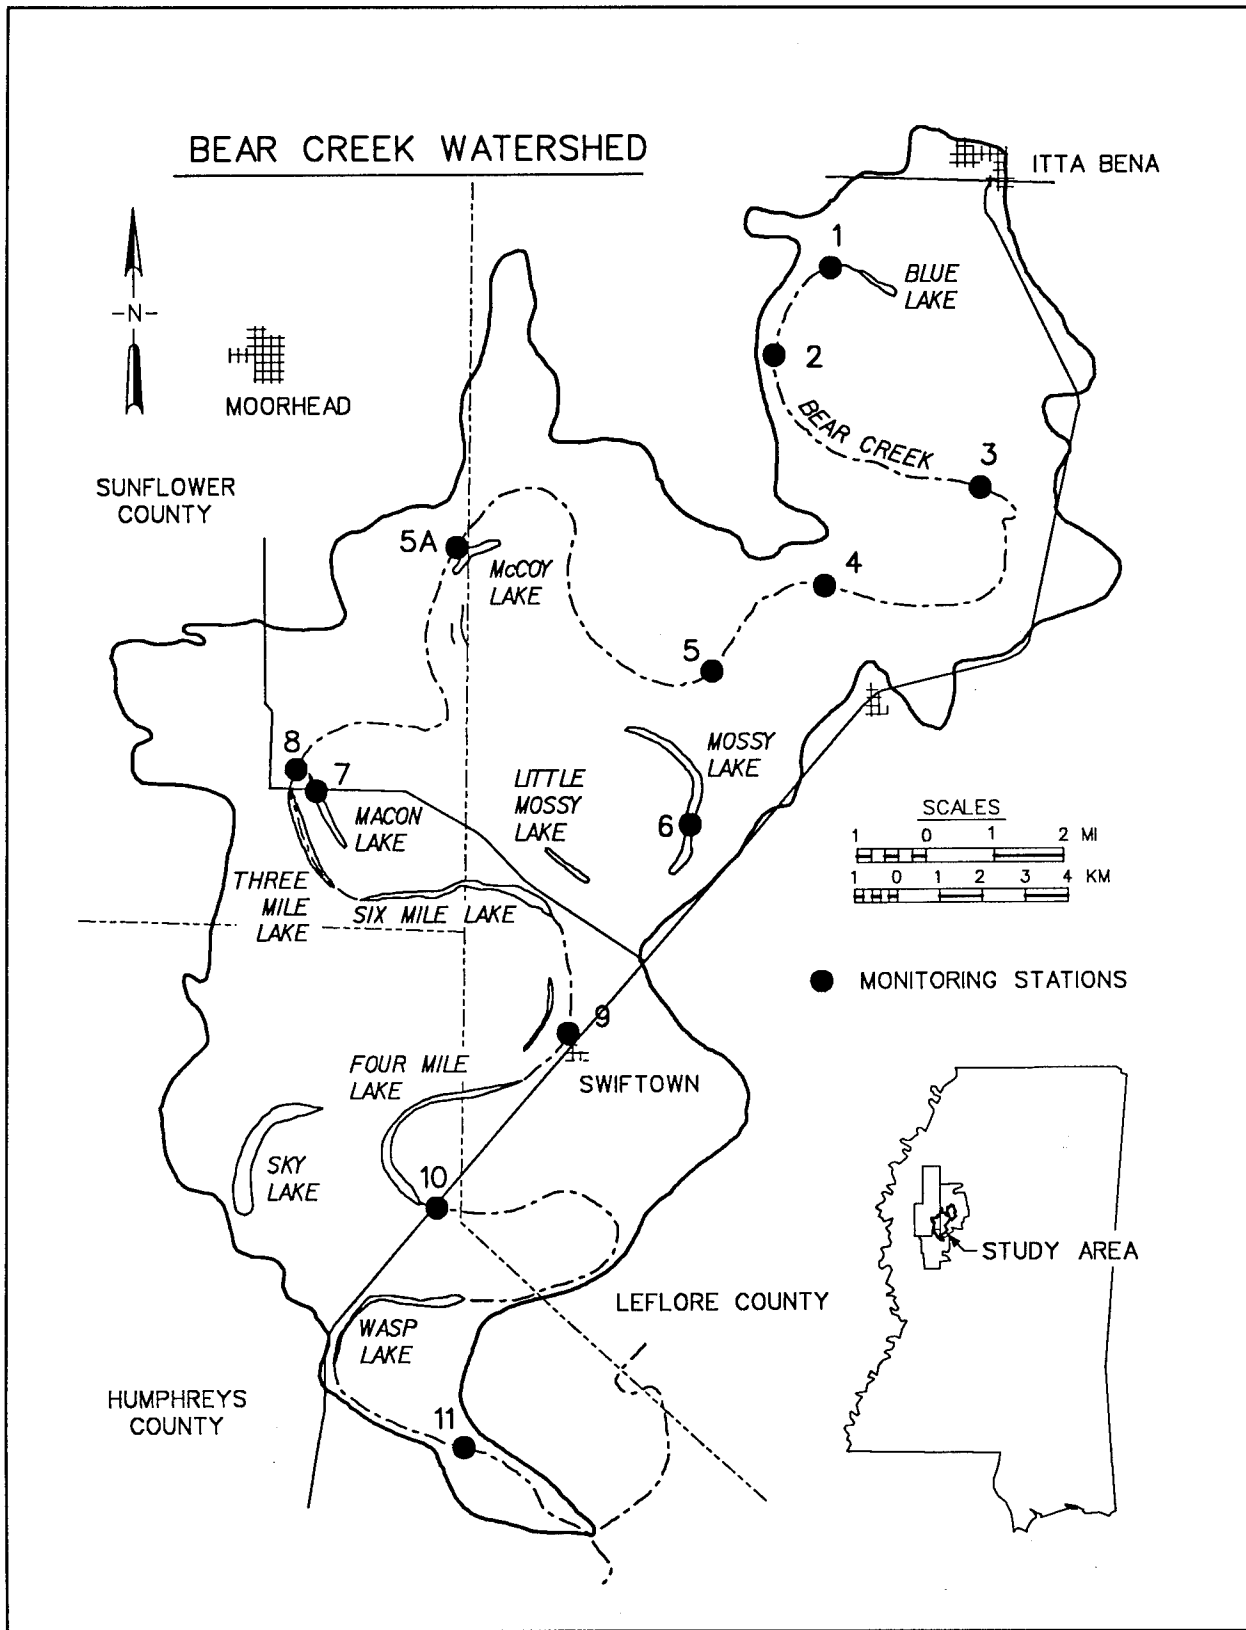 BEAR CREEK WATERSHED
ITTA BENA
-N-
MOORHEAD
SUNFLOWER
COUNTY
1
BLUE
LAKE
2
BEAR CREEK
3
5A
McCOY
LAKE
4
5
8
7
MACON
LAKE
LITTLE
MOSSY
LAKE
MOSSY
LAKE
6
SCALES
1 0 1 2 MI
1 0 1 2 3 4 KM
THREE
MILE
LAKE
SIX MILE LAKE
MONITORING STATIONS
9
SWIFTOWN
FOUR MILE
LAKE
SKY
LAKE
10
STUDY AREA
LEFLORE COUNTY
WASP
LAKE
HUMPHREYS
COUNTY
11